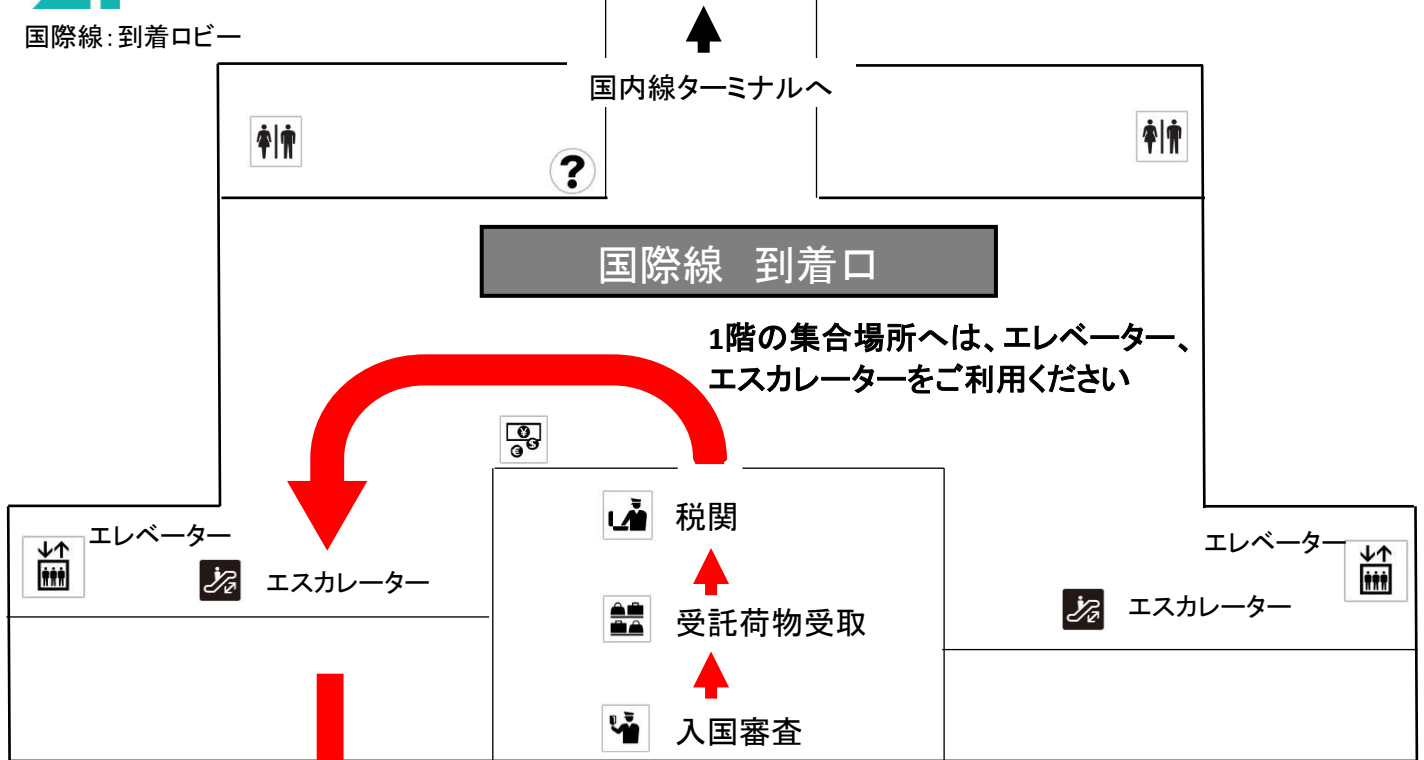 国際線：到着ロビー
国内線ターミナルへ
?
国際線　到着口
1階の集合場所へは、エレベーター、
エスカレーターをご利用ください
税関
エレベーター
エスカレーター
エレベーター
エスカレーター
受託荷物受取
入国審査